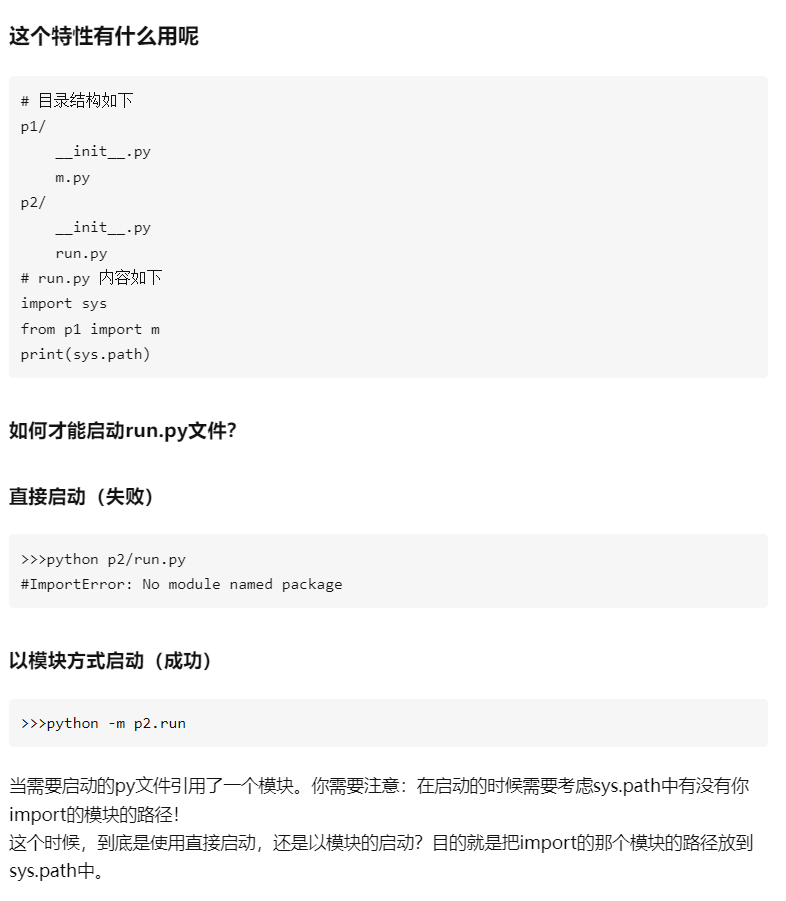 这个特性有什么用呢
# 目录结构如下
p1/
    __init__.py
    m.py
p2/
    __init__.py
    run.py
# run.py 内容如下
import sys
from p1 import m
print(sys.path)
如何才能启动run.py文件?
直接启动（失败）
>>>python p2/run.py
#ImportError: No module named package
以模块方式启动（成功）
>>>python -m p2.run
当需要启动的py文件引用了一个模块。你需要注意：在启动的时候需要考虑sys.path中有没有你
import的模块的路径！
这个时候，到底是使用直接启动，还是以模块的启动？目的就是把import的那个模块的路径放到
sys.path中。